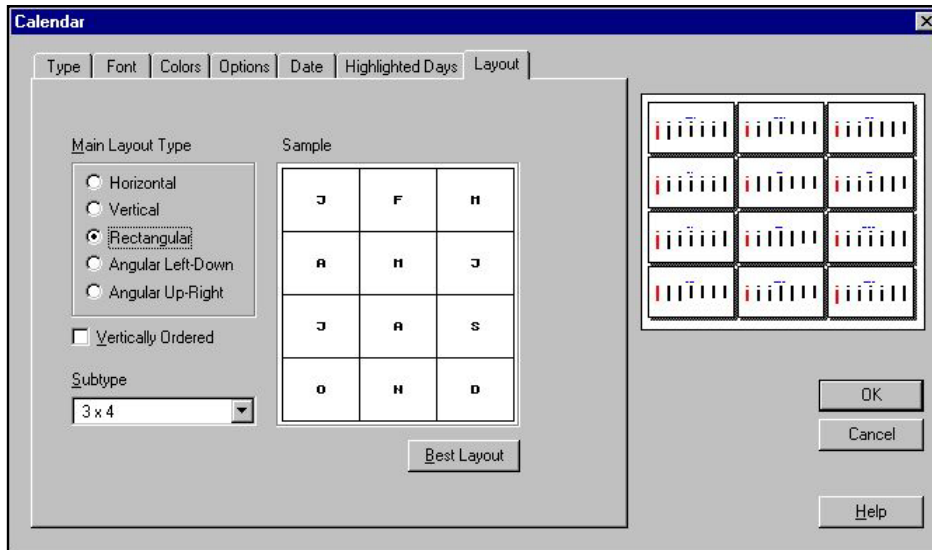 Calendar
Type Font Colors Options Date Highlighted Days Layout
Main Layout Type
Horizontal
Vertical
Rectangular
Angular Left-Down
Angular Up-Right
Vertically Ordered
Subtype
3 x 4
Sample
J F M
A M J
J A S
O N D
Best Layout
OK
Cancel
Help